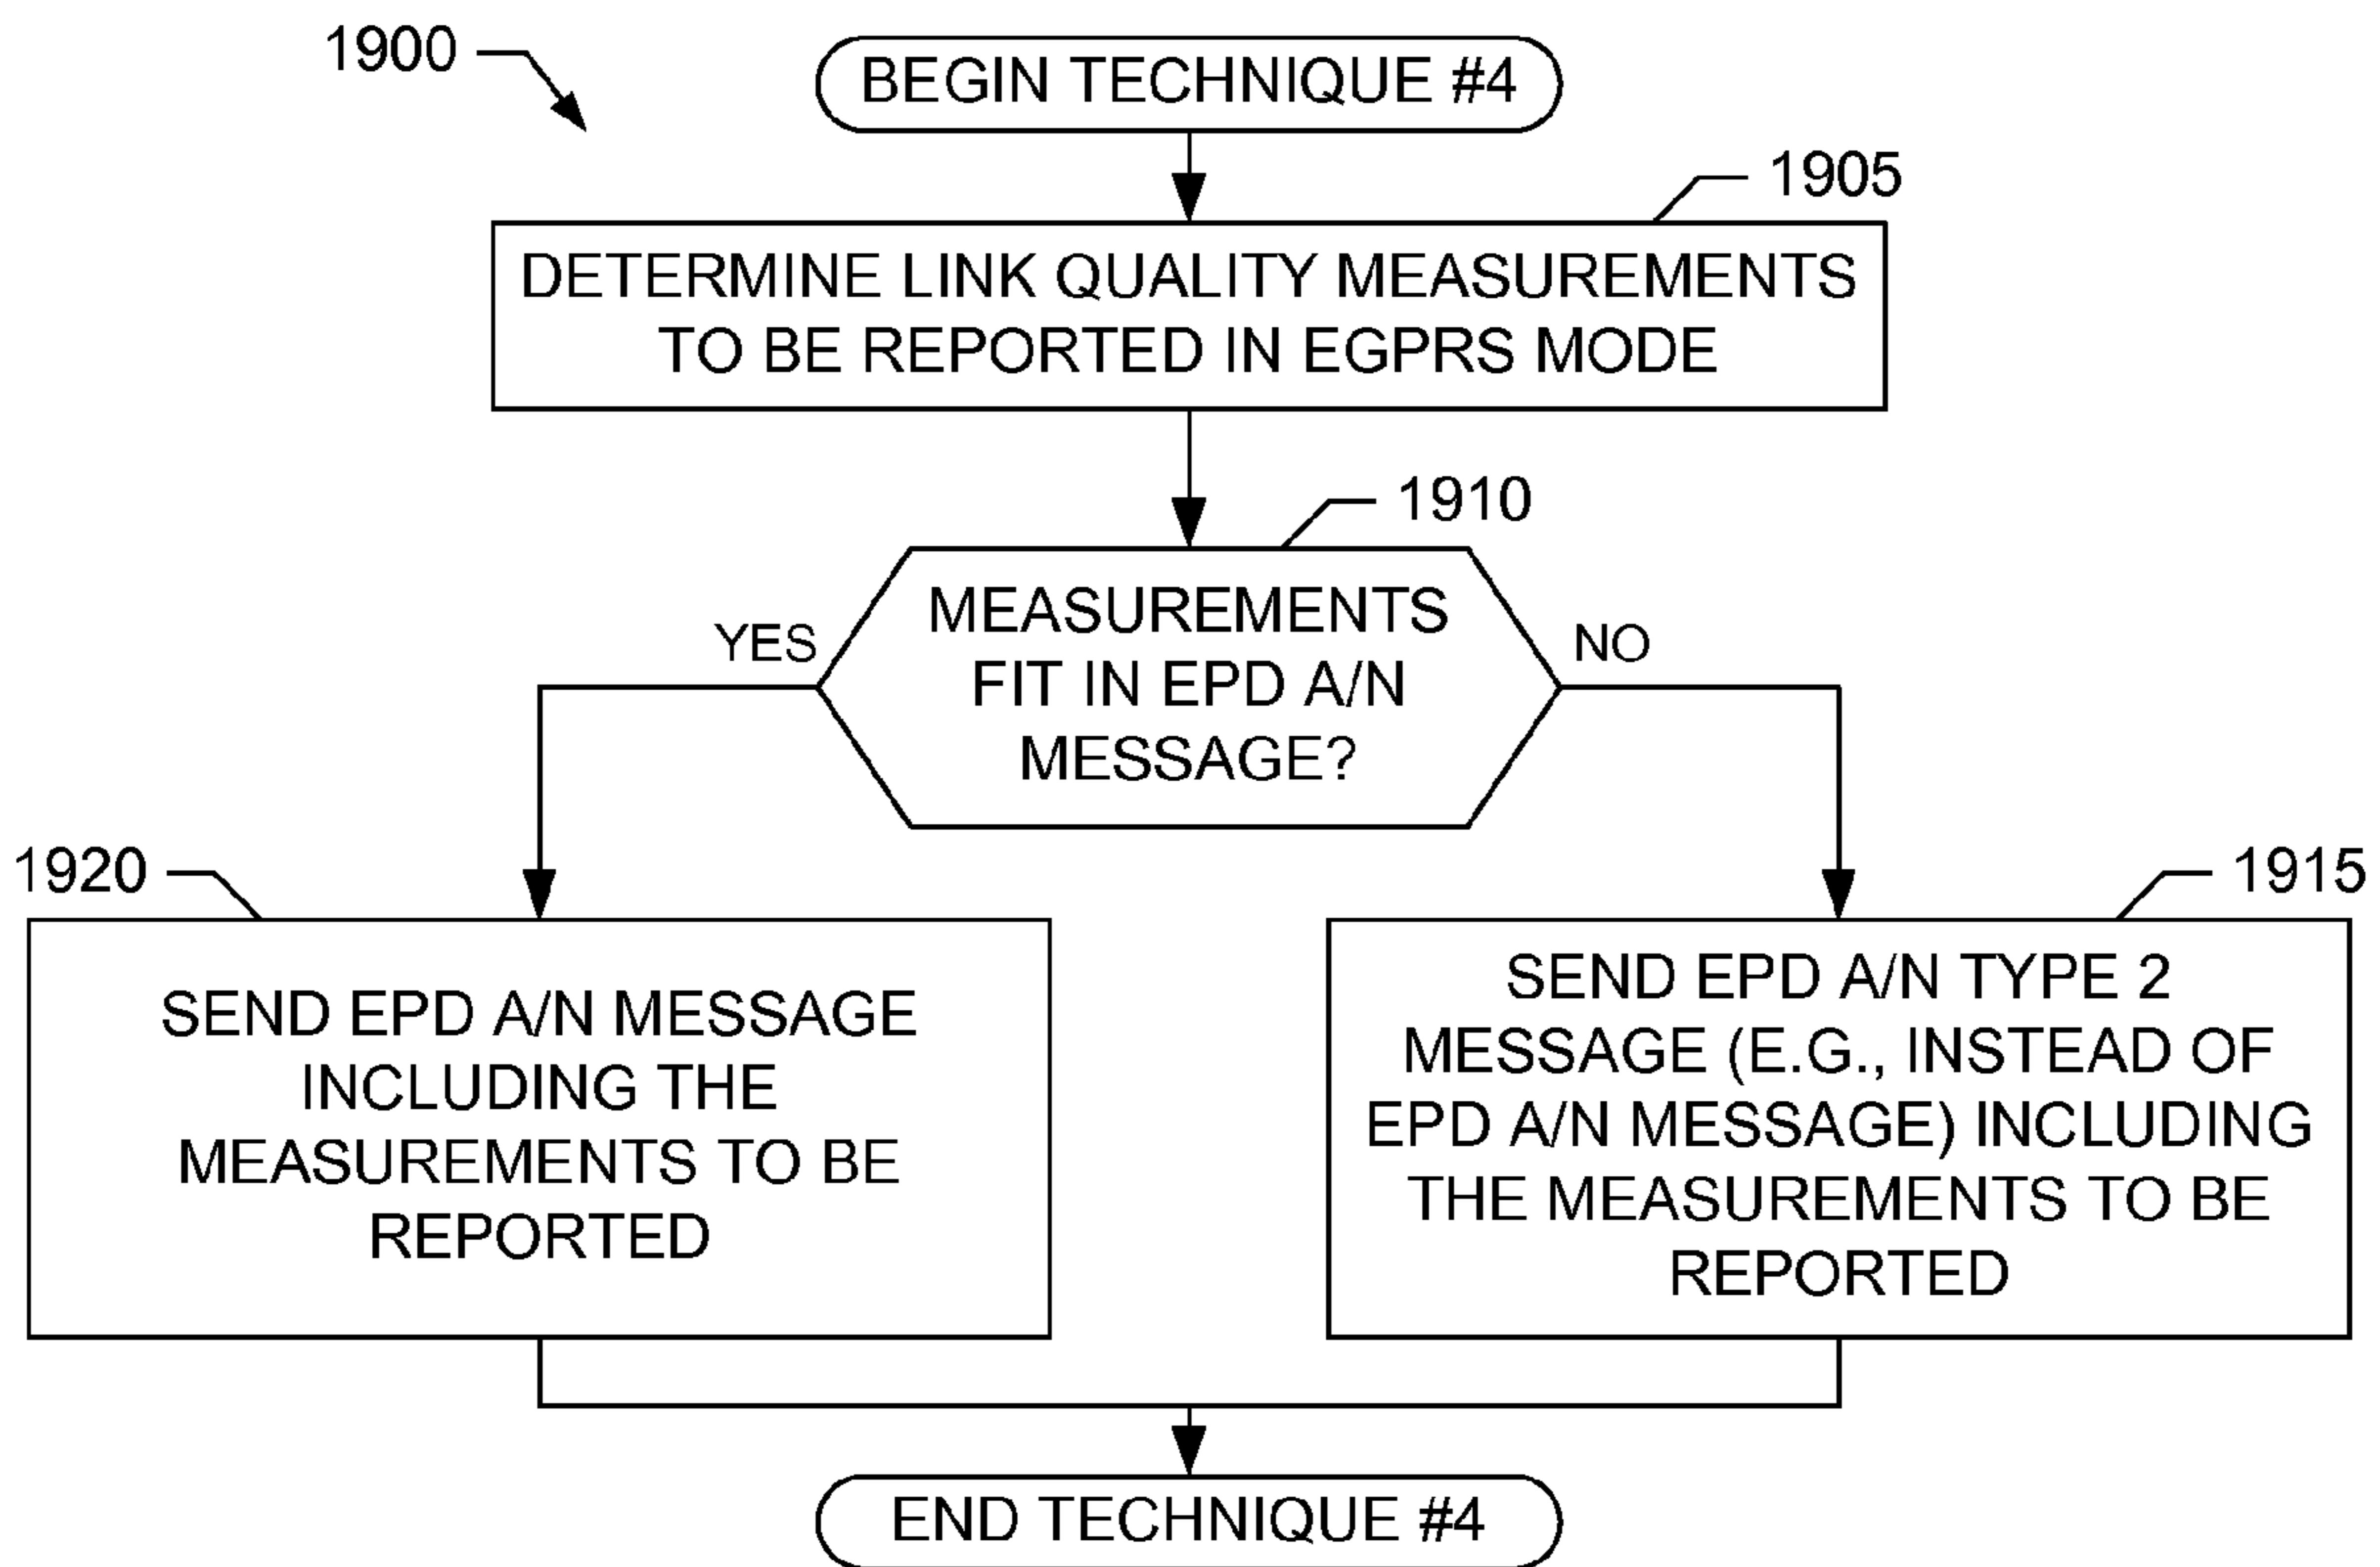 1900
BEGIN TECHNIQUE #4
1905
DETERMINE LINK QUALITY MEASUREMENTS
TO BE REPORTED IN EGPRS MODE
1910
MEASUREMENTS
FIT IN EPD A/N
MESSAGE?
YES
NO
1920
SEND EPD A/N MESSAGE
INCLUDING THE
MEASUREMENTS TO BE
REPORTED
1915
SEND EPD A/N TYPE 2
MESSAGE (E.G., INSTEAD OF
EPD A/N MESSAGE) INCLUDING
THE MEASUREMENTS TO BE
REPORTED
END TECHNIQUE #4